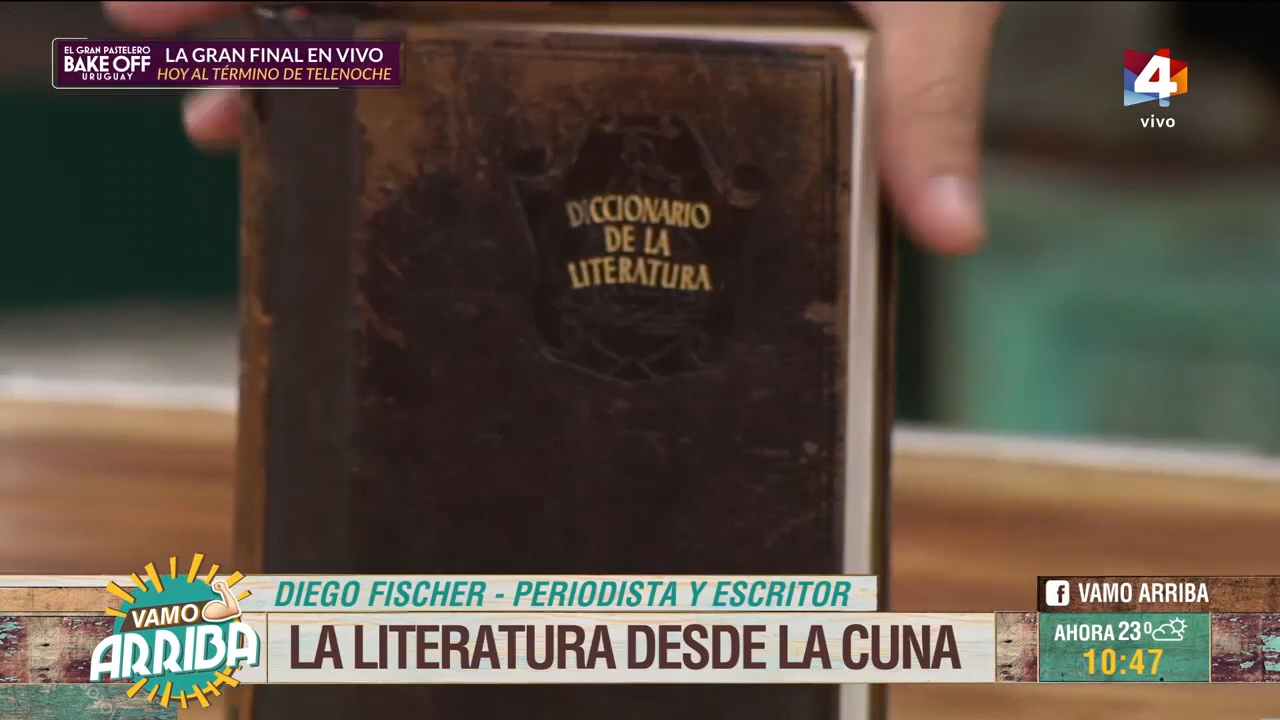 EL GRAN PASTELERO
BAKE OFF
URUGUAY
LA GRAN FINAL EN VIVO
HOY AL TÉRMINO DE TELENOCHE
4
vivo
DICCIONARIO
DE LA
LITERATURA
DIEGO FISCHER - PERIODISTA Y ESCRITOR
LA LITERATURA DESDE LA CUNA
VAMO
ARRIBA
f VAMO ARRIBA
AHORA 23º
10:47